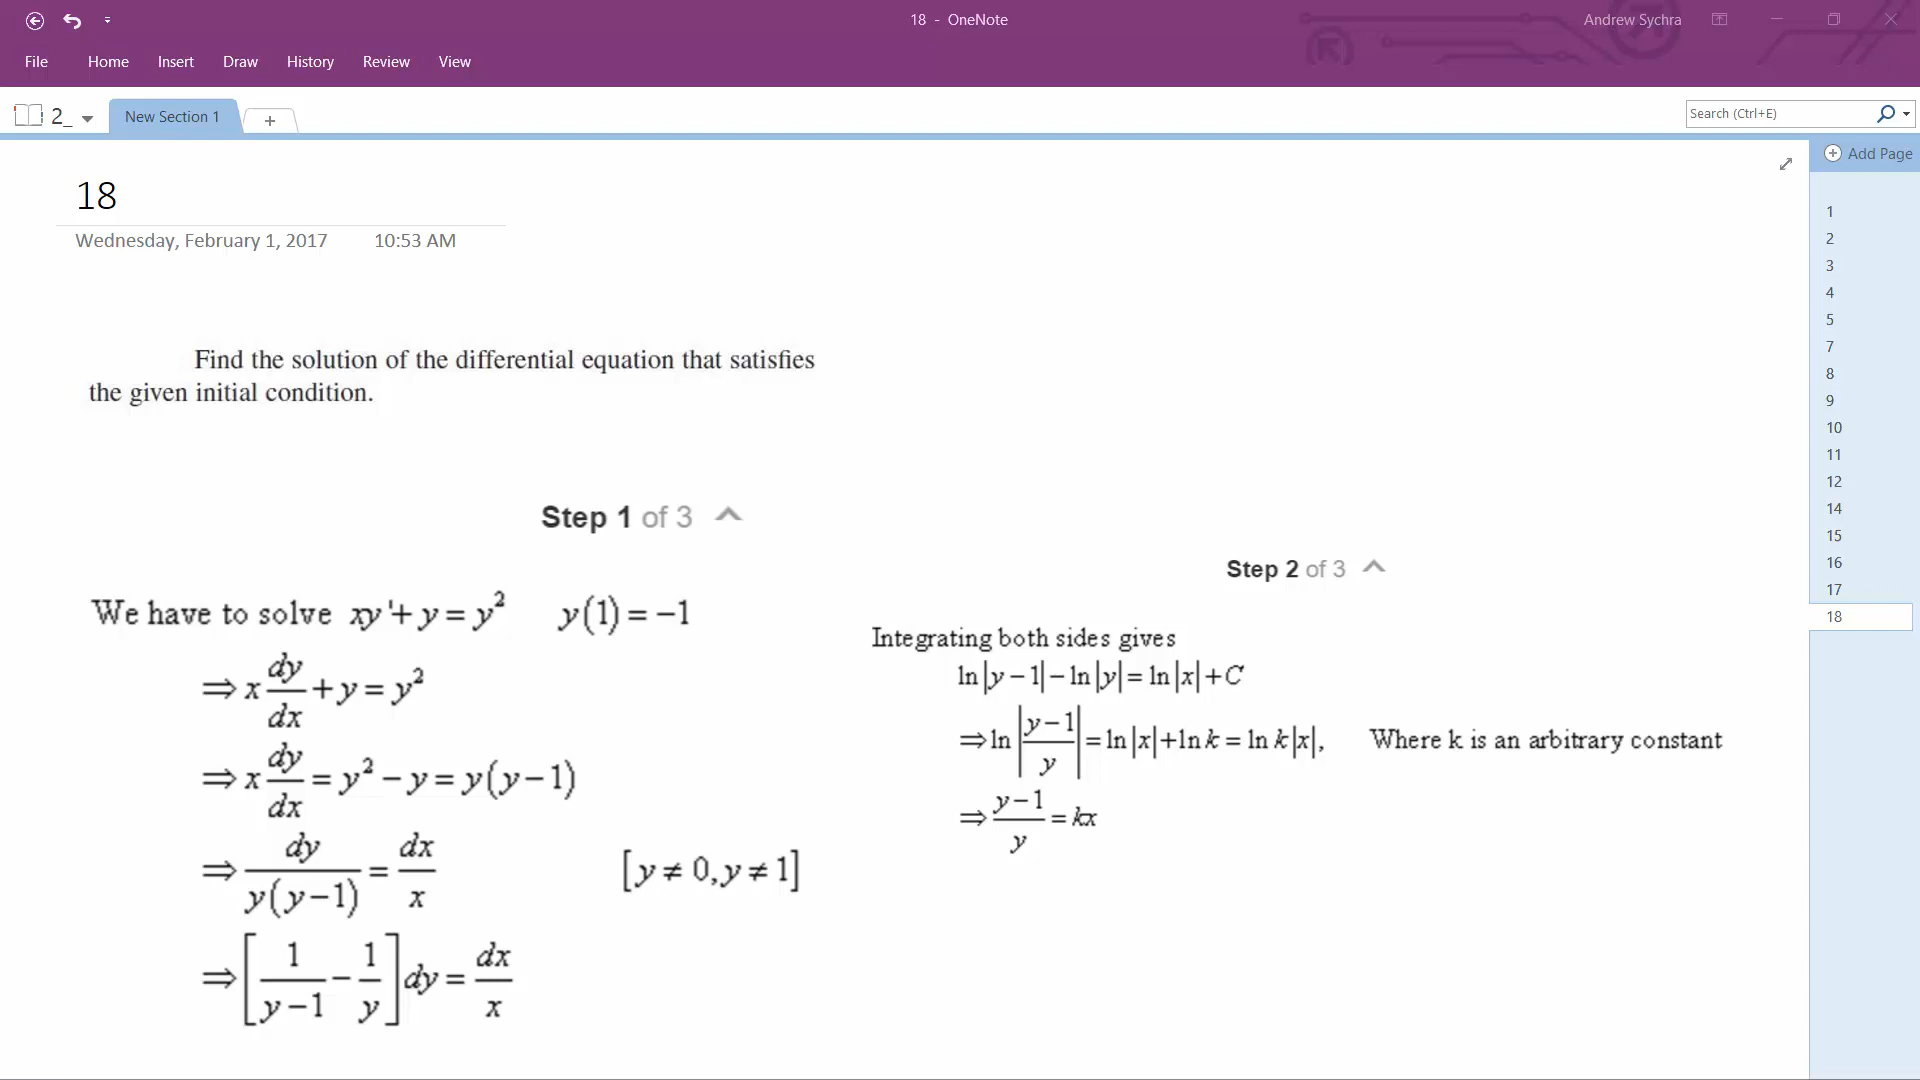 18 - OneNote
Andrew Sychra
File Home Insert Draw History Review View
2_
New Section 1
+
Search (Ctrl+E)
Add Page
18
Wednesday, February 1, 2017 10:53 AM
Find the solution of the differential equation that satisfies
the given initial condition.
Step 1 of 3
We have to solve xy'+ y = y² y(1) = −1
⇒ x dy/dx + y = y²
⇒ x dy/dx = y² − y = y(y−1)
⇒ dy/y(y−1) = dx/x [y ≠ 0, y ≠ 1]
⇒ [1/y−1 − 1/y] dy = dx/x
Step 2 of 3
Integrating both sides gives
ln|y−1| − ln|y| = ln|x| + C
⇒ ln|y−1/y| = ln|x| + ln k = ln k|x|, Where k is an arbitrary constant
⇒ y−1/y = kx
1
2
3
4
5
7
8
9
10
11
12
14
15
16
17
18